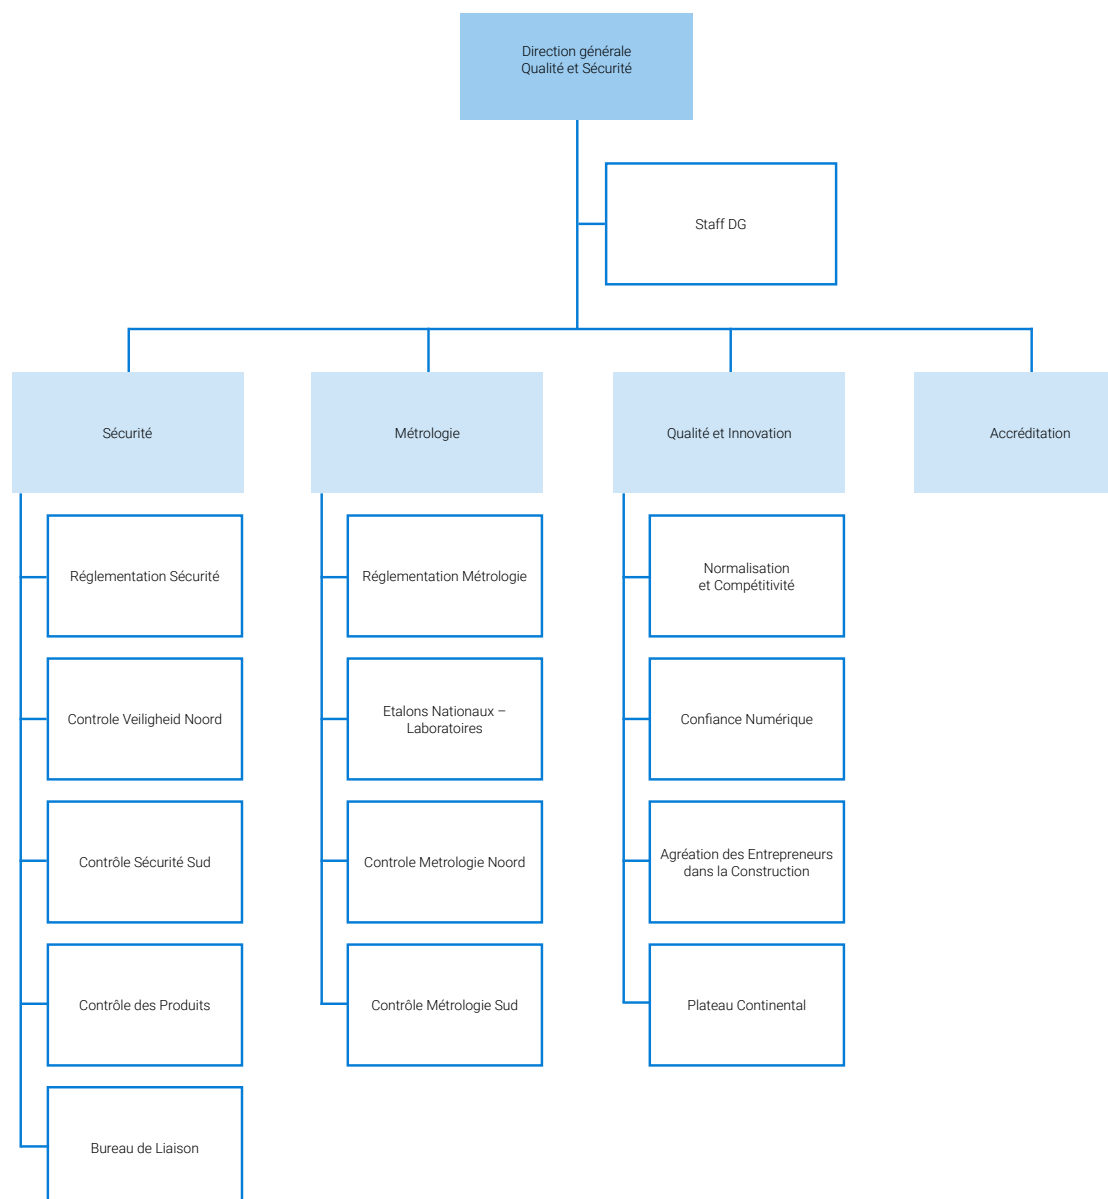 Direction générale
Qualité et Sécurité
Staff DG
Sécurité
Métrologie
Qualité et Innovation
Accréditation
Réglementation Sécurité
Controle Veiligheid Noord
Contrôle Sécurité Sud
Contrôle des Produits
Bureau de Liaison
Réglementation Métrologie
Etalons Nationaux –
Laboratoires
Controle Metrologie Noord
Contrôle Métrologie Sud
Normalisation
et Compétitivité
Confiance Numérique
Agréation des Entrepreneurs
dans la Construction
Plateau Continental